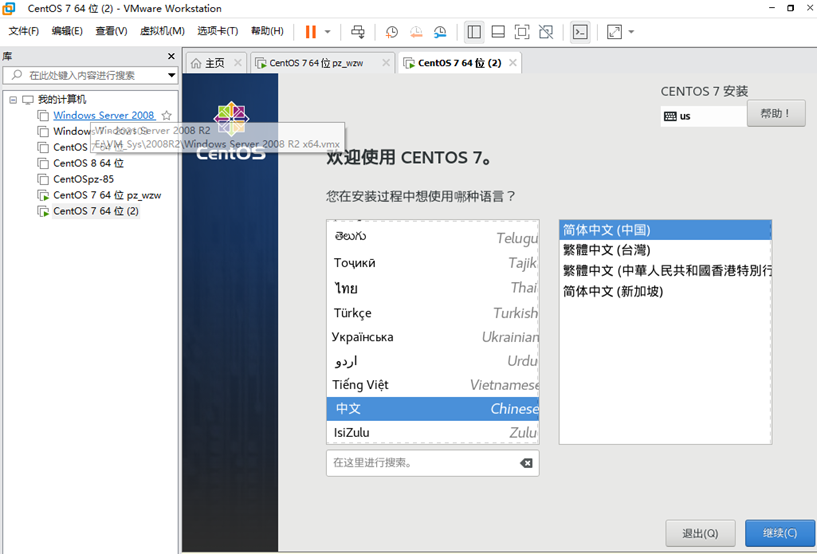 CentOS 7 64 位 (2) - VMware Workstation
文件(F) 编辑(E) 查看(V) 虚拟机(M) 选项卡(T) 帮助(H)
库
在此处键入内容进行搜索
我的计算机
Windows Server 2008
Windows Server 2008 R2
E:\VM_Sys\2008R2\Windows Server 2008 R2 x64.vmx
CentOS 8 64 位
CentOSpz-85
CentOS 7 64 位 pz_wzw
CentOS 7 64 位 (2)
主页
CentOS 7 64 位 pz_wzw
CentOS 7 64 位 (2)
CentOS
CENTOS 7 安装
us
帮助！
欢迎使用 CENTOS 7。
您在安装过程中想使用哪种语言？
తెలుగు Telugu
Тоҷикӣ Tajik
ไทย Thai
Türkçe Turkish
Українська Ukrainian
اردو Urdu
Tiếng Việt Vietnamese
中文 Chinese
IsiZulu Zulu
在这里进行搜索。
简体中文 (中国)
繁體中文 (台灣)
繁體中文 (中華人民共和國香港特別行
简体中文 (新加坡)
退出(Q)
继续(C)